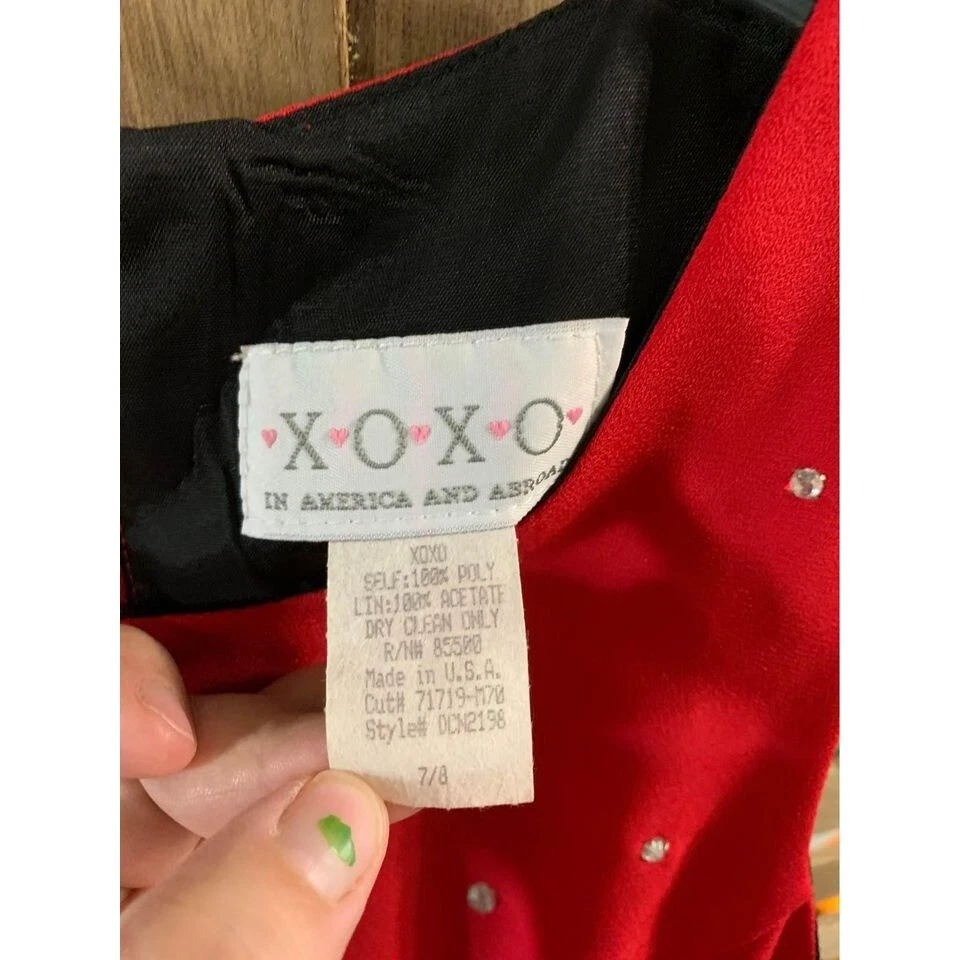 X♥O♥X♥O
IN AMERICA AND ABROAD
XOXO
SELF:100% POLY
LIN:100% ACETATE
DRY CLEAN ONLY
R/N# 85500
Made in U.S.A.
Cut# 71719-M70
Style# DCN2198
7/8